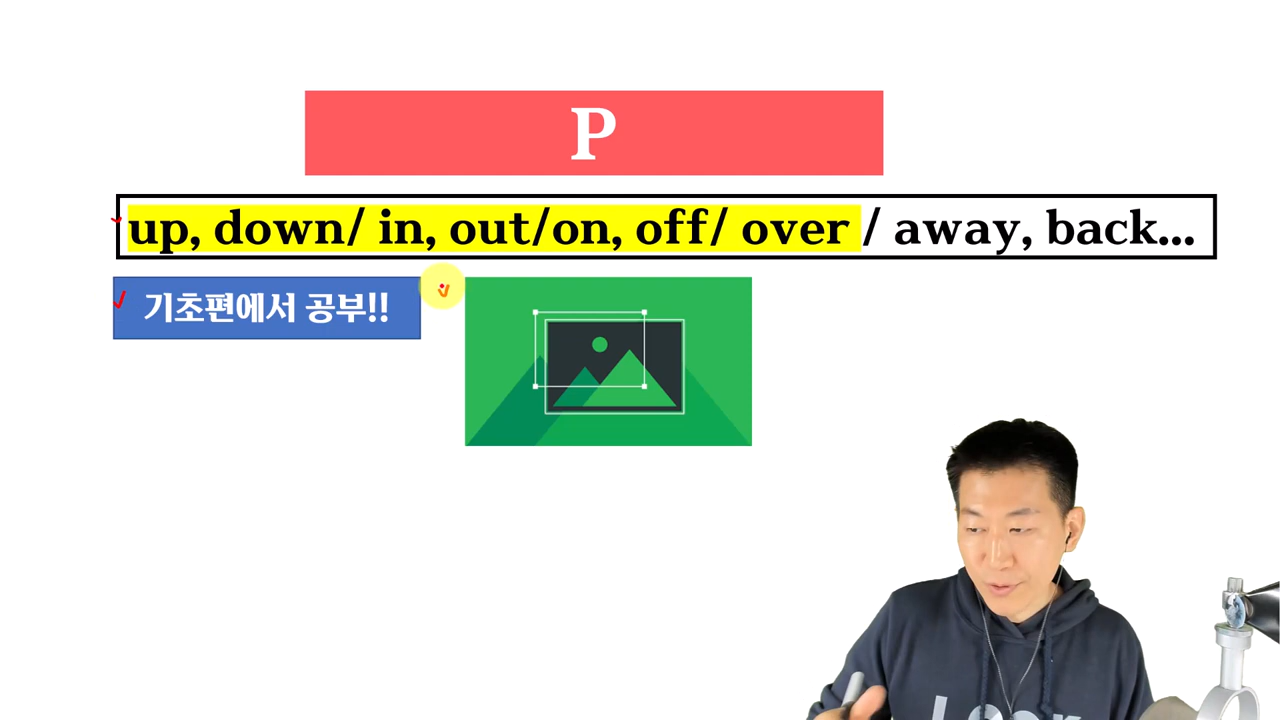 P
up, down/ in, out/on, off/ over / away, back...
기초편에서 공부!!